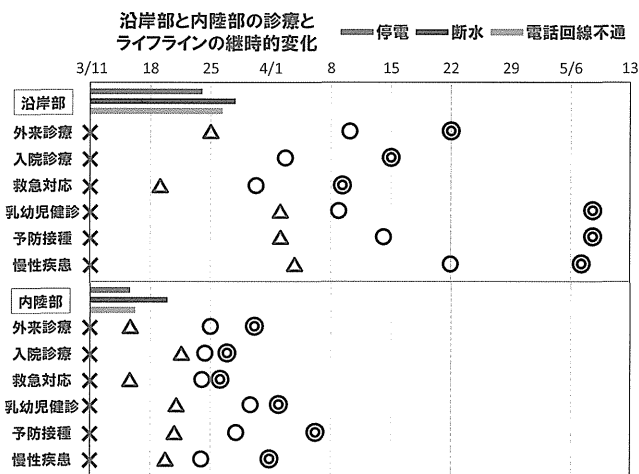 沿岸部と内陸部の診療と
ライフラインの継時的変化
停電 断水 電話回線不通
3/11 18 25 4/1 8 15 22 29 5/6 13
沿岸部
外来診療
入院診療
救急対応
乳幼児健診
予防接種
慢性疾患
内陸部
外来診療
入院診療
救急対応
乳幼児健診
予防接種
慢性疾患